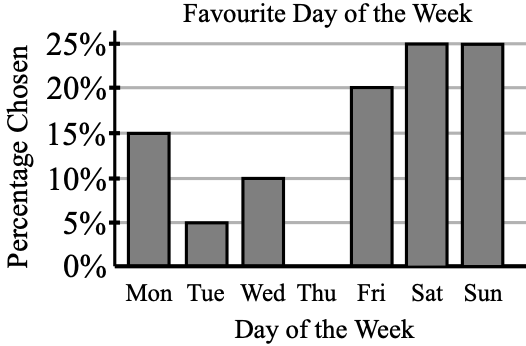 Favourite Day of the Week
Percentage Chosen
25%
20%
15%
10%
5%
0%
Mon Tue Wed Thu Fri Sat Sun
Day of the Week